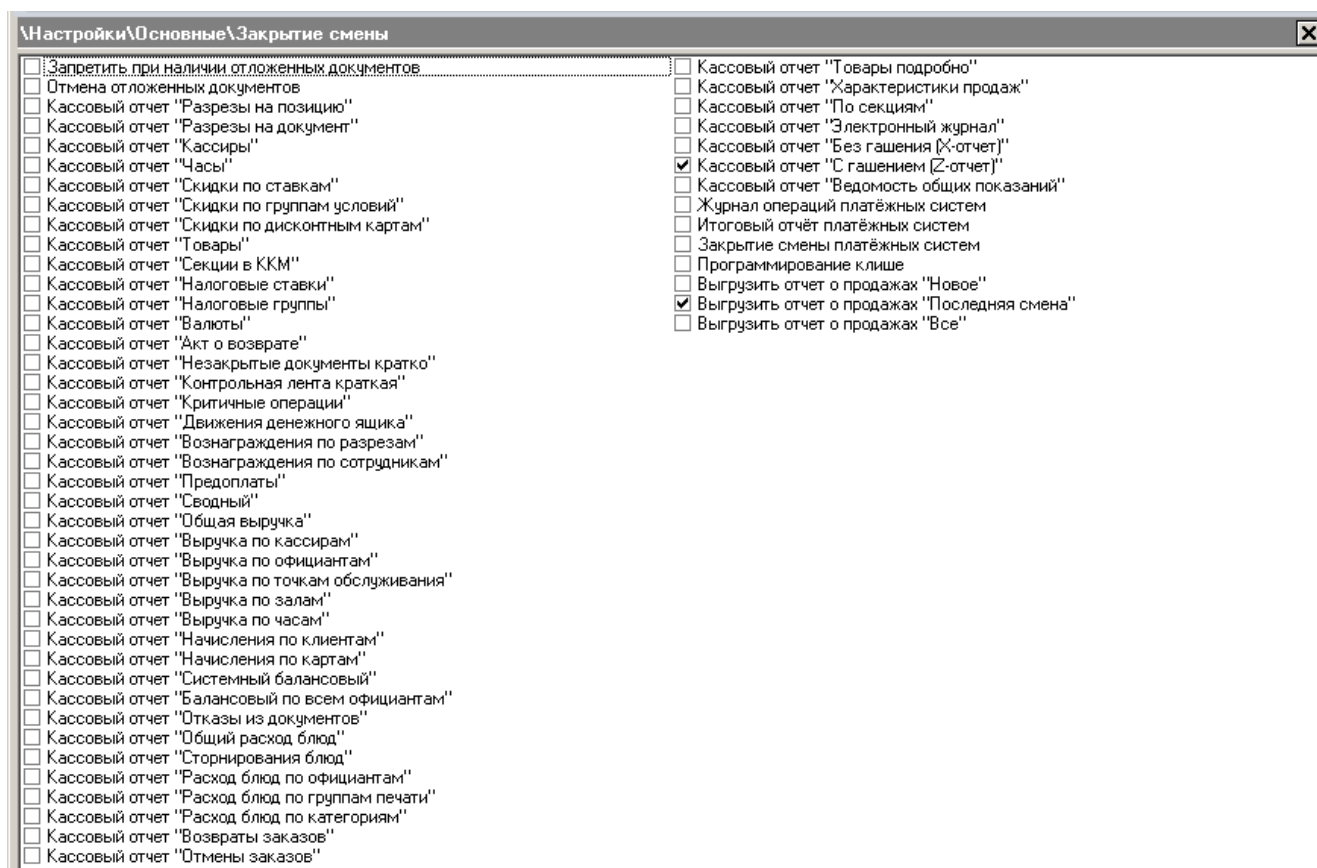 \Настройки\Основные\Закрытие смены
Запретить при наличии отложенных документов
Отмена отложенных документов
Кассовый отчет "Разрезы на позицию"
Кассовый отчет "Разрезы на документ"
Кассовый отчет "Кассиры"
Кассовый отчет "Часы"
Кассовый отчет "Скидки по ставкам"
Кассовый отчет "Скидки по группам условий"
Кассовый отчет "Скидки по дисконтным картам"
Кассовый отчет "Товары"
Кассовый отчет "Секции в ККМ"
Кассовый отчет "Налоговые ставки"
Кассовый отчет "Налоговые группы"
Кассовый отчет "Валюты"
Кассовый отчет "Акт о возврате"
Кассовый отчет "Незакрытые документы кратко"
Кассовый отчет "Контрольная лента краткая"
Кассовый отчет "Критичные операции"
Кассовый отчет "Движения денежного ящика"
Кассовый отчет "Вознаграждения по разрезам"
Кассовый отчет "Вознаграждения по сотрудникам"
Кассовый отчет "Предоплаты"
Кассовый отчет "Сводный"
Кассовый отчет "Общая выручка"
Кассовый отчет "Выручка по кассирам"
Кассовый отчет "Выручка по официантам"
Кассовый отчет "Выручка по точкам обслуживания"
Кассовый отчет "Выручка по залам"
Кассовый отчет "Выручка по часам"
Кассовый отчет "Начисления по клиентам"
Кассовый отчет "Начисления по картам"
Кассовый отчет "Системный балансовый"
Кассовый отчет "Балансовый по всем официантам"
Кассовый отчет "Отказы из документов"
Кассовый отчет "Общий расход блюд"
Кассовый отчет "Сторнирования блюд"
Кассовый отчет "Расход блюд по официантам"
Кассовый отчет "Расход блюд по группам печати"
Кассовый отчет "Расход блюд по категориям"
Кассовый отчет "Возвраты заказов"
Кассовый отчет "Отмены заказов"
Кассовый отчет "Товары подробно"
Кассовый отчет "Характеристики продаж"
Кассовый отчет "По секциям"
Кассовый отчет "Электронный журнал"
Кассовый отчет "Без гашения (X-отчет)"
Кассовый отчет "С гашением (Z-отчет)"
Кассовый отчет "Ведомость общих показаний"
Журнал операций платёжных систем
Итоговый отчёт платёжных систем
Закрытие смены платёжных систем
Программирование клише
Выгрузить отчет о продажах "Новое"
Выгрузить отчет о продажах "Последняя смена"
Выгрузить отчет о продажах "Все"